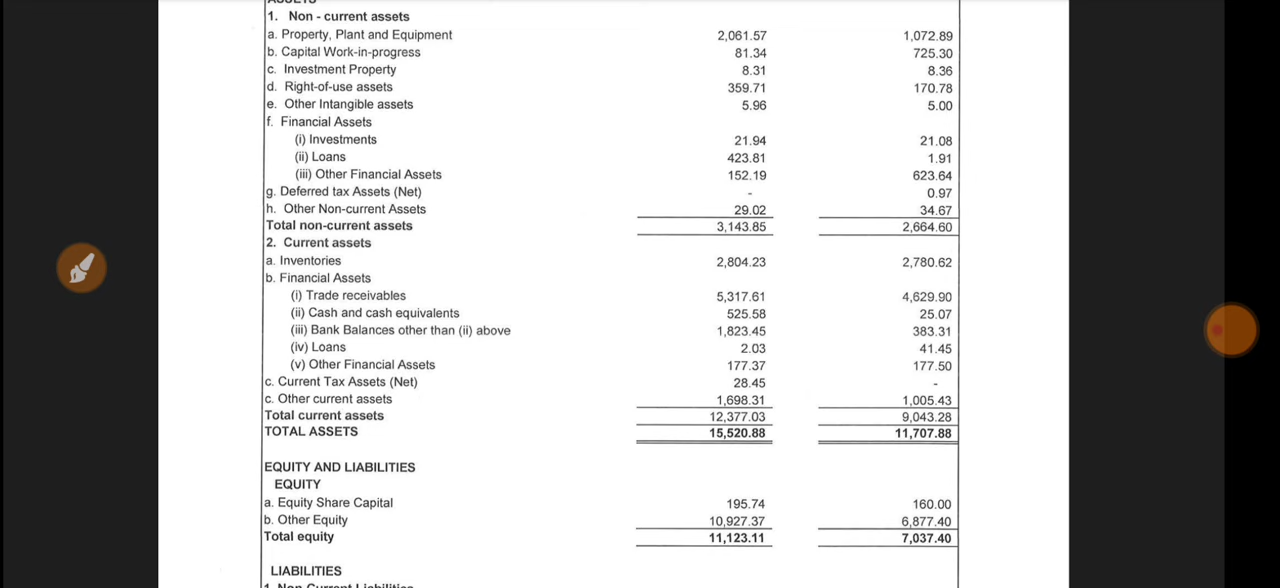 ASSETS
1. Non - current assets
a. Property, Plant and Equipment 2,061.57 1,072.89
b. Capital Work-in-progress 81.34 725.30
c. Investment Property 8.31 8.36
d. Right-of-use assets 359.71 170.78
e. Other Intangible assets 5.96 5.00
f. Financial Assets
(i) Investments 21.94 21.08
(ii) Loans 423.81 1.91
(iii) Other Financial Assets 152.19 623.64
g. Deferred tax Assets (Net) - 0.97
h. Other Non-current Assets 29.02 34.67
Total non-current assets 3,143.85 2,664.60
2. Current assets
a. Inventories 2,804.23 2,780.62
b. Financial Assets
(i) Trade receivables 5,317.61 4,629.90
(ii) Cash and cash equivalents 525.58 25.07
(iii) Bank Balances other than (ii) above 1,823.45 383.31
(iv) Loans 2.03 41.45
(v) Other Financial Assets 177.37 177.50
c. Current Tax Assets (Net) 28.45 -
c. Other current assets 1,698.31 1,005.43
Total current assets 12,377.03 9,043.28
TOTAL ASSETS 15,520.88 11,707.88
EQUITY AND LIABILITIES
EQUITY
a. Equity Share Capital 195.74 160.00
b. Other Equity 10,927.37 6,877.40
Total equity 11,123.11 7,037.40
LIABILITIES
1. Non Current Liabilities